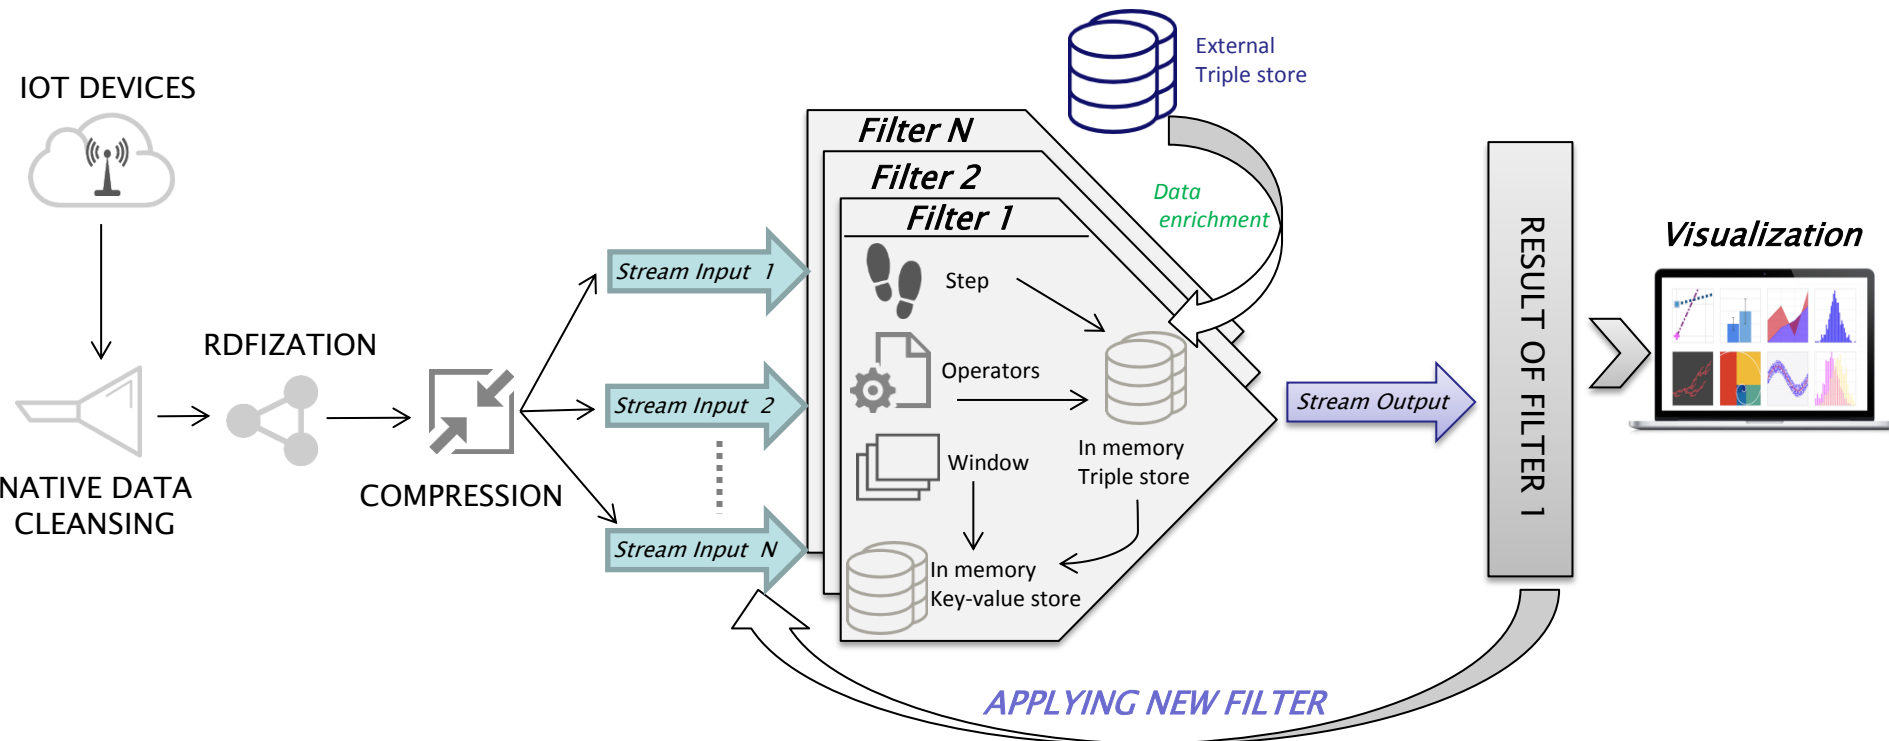 IOT DEVICES
NATIVE DATA
CLEANSING
RDFIZATION
COMPRESSION
Stream Input 1
Stream Input 2
Stream Input N
Filter N
Filter 2
Filter 1
Step
Operators
Window
In memory
Triple store
In memory
Key-value store
External
Triple store
Data
enrichment
Stream Output
RESULT OF FILTER 1
Visualization
APPLYING NEW FILTER